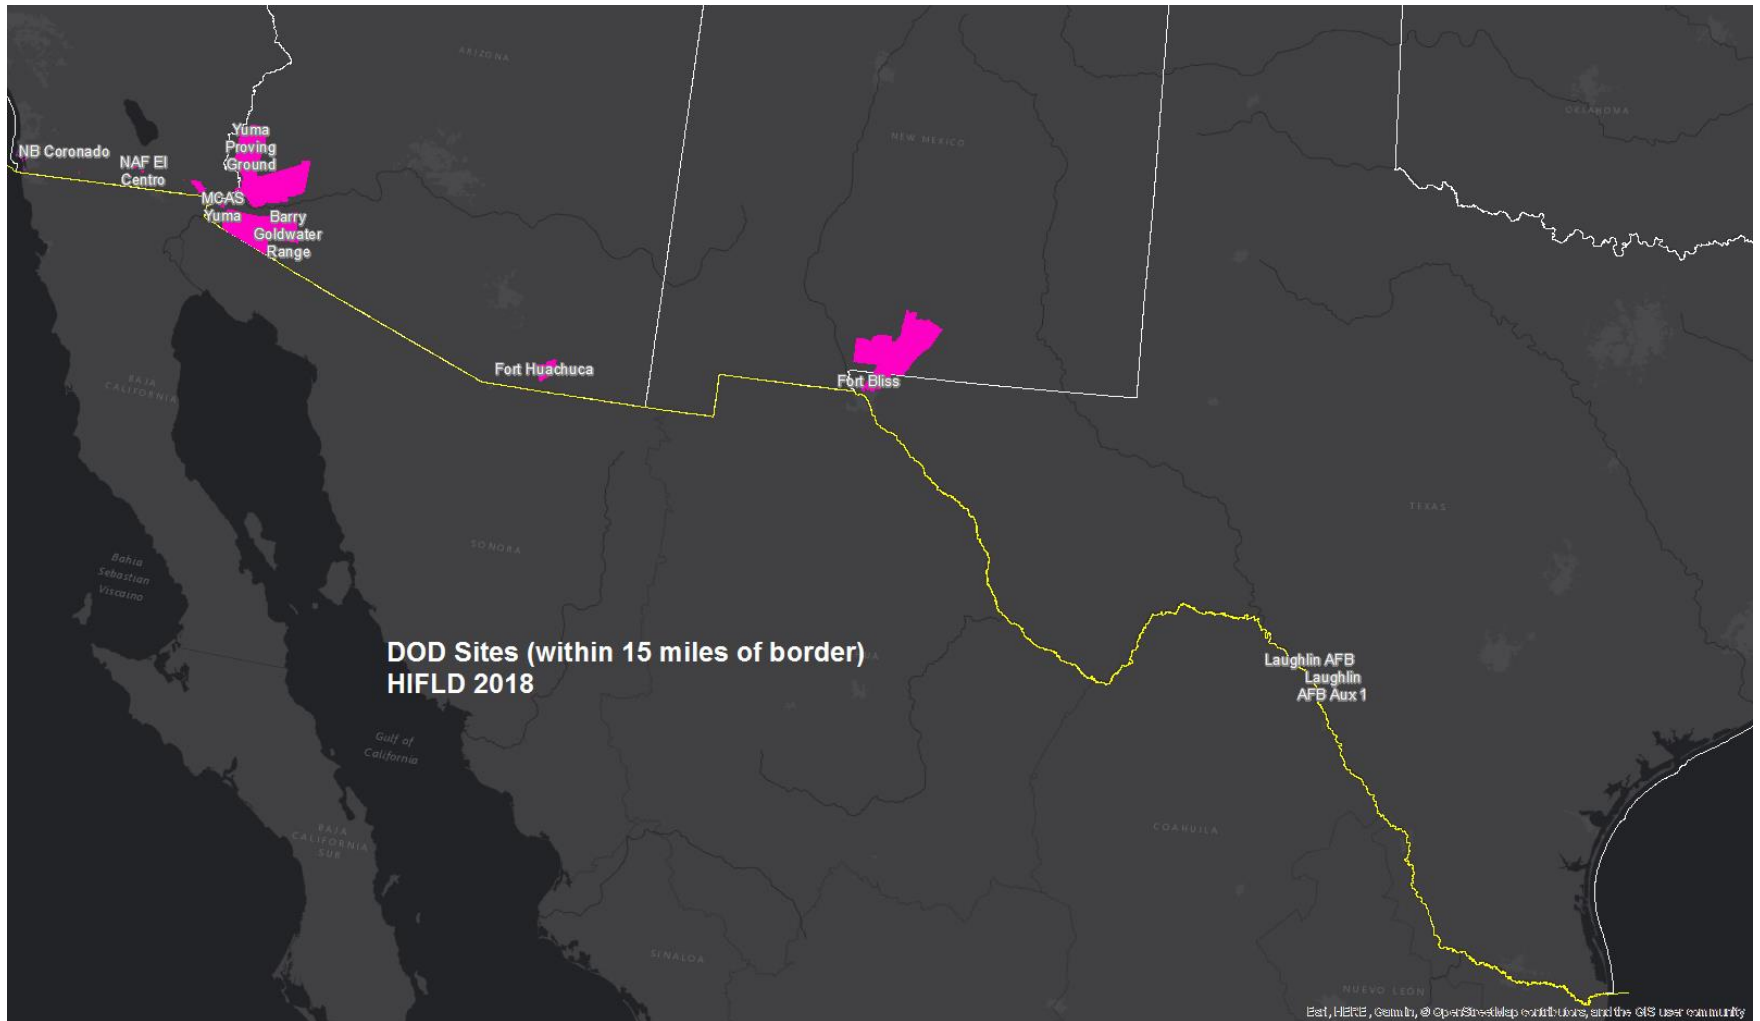 ARIZONA
OKLAHOMA
NEW MEXICO
NB Coronado
NAF El
Centro
Yuma
Proving
Ground
MCAS
Yuma
Barry
Goldwater
Range
Fort Huachuca
Fort Bliss
BAJA
CALIFORNIA
TEXAS
SONORA
Bahia
Sebastian
Viscaino
DOD Sites (within 15 miles of border)
HIFLD 2018
Laughlin AFB
Laughlin
AFB Aux 1
Gulf of
California
BAJA
CALIFORNIA
SUR
COAHUILA
SINALOA
NUEVO LEÓN
Esri, HERE, Garmin, © OpenStreetMap contributors, and the GIS user community